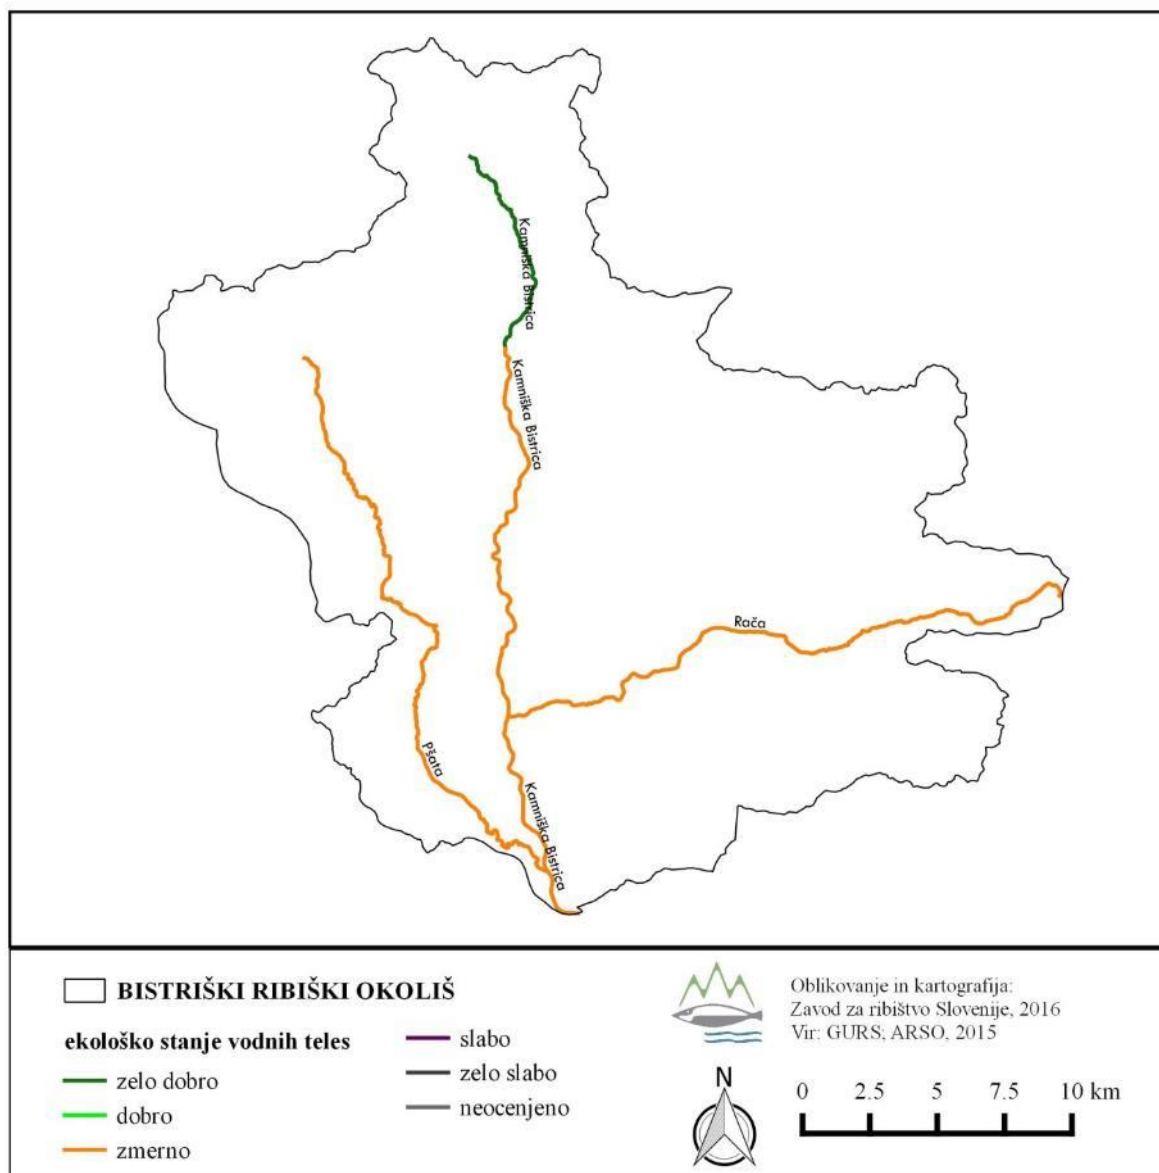 Kamniška Bistrica
Kamniška Bistrica
Rača
Pšata
Kamniška Bistrica
BISTRIŠKI RIBIŠKI OKOLIŠ
ekološko stanje vodnih teles
zelo dobro
dobro
zmerno
slabo
zelo slabo
neocenjeno
Oblikovanje in kartografija:
Zavod za ribištvo Slovenije, 2016
Vir: GURS; ARSO, 2015
N
0 2.5 5 7.5 10 km